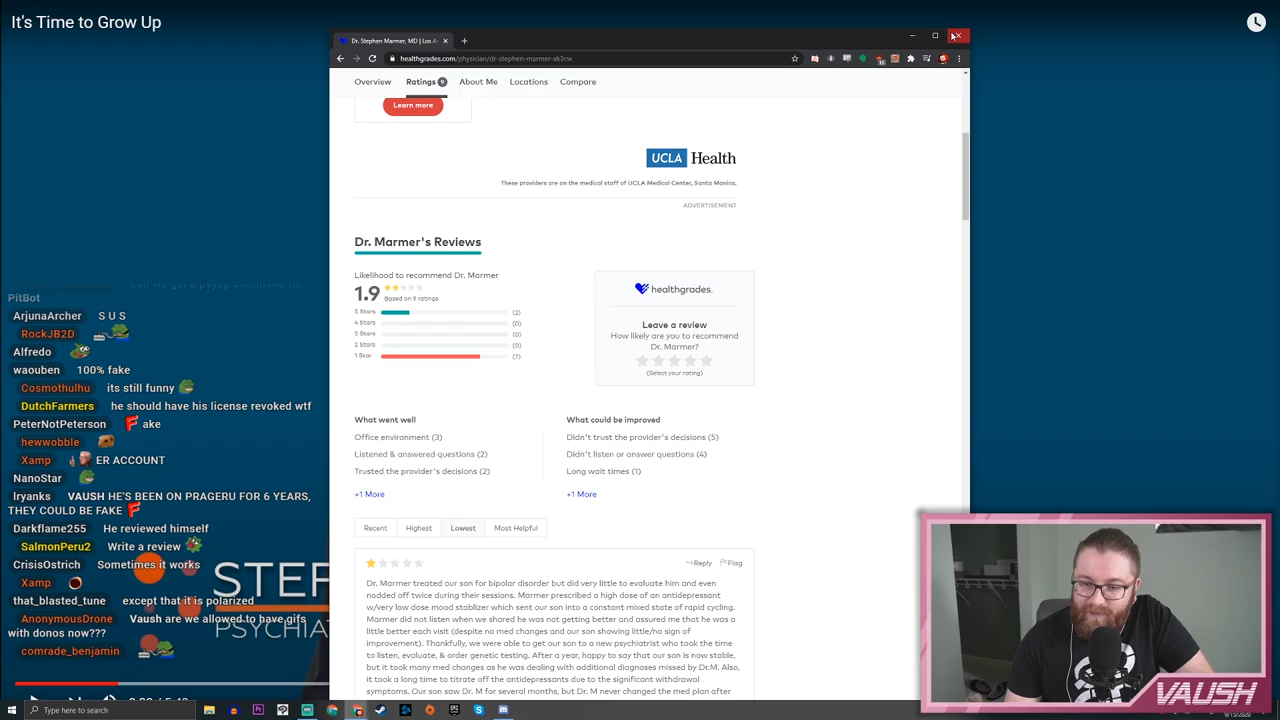 It's Time to Grow Up
Dr. Stephen Marmer, MD | Los A
healthgrades.com/physician/dr-stephen-marmer-xk3cw
Overview
Ratings 9
About Me
Locations
Compare
Learn more
UCLA Health
These providers are on the medical staff of UCLA Medical Center, Santa Monica.
ADVERTISEMENT
Dr. Marmer's Reviews
Likelihood to recommend Dr. Marmer
1.9
Based on 9 ratings
5 Stars (2)
4 Stars (0)
3 Stars (0)
2 Stars (0)
1 Star (7)
healthgrades.
Leave a review
How likely are you to recommend
Dr. Marmer?
(Select your rating)
What went well
Office environment (3)
Listened & answered questions (2)
Trusted the provider's decisions (2)
+1 More
What could be improved
Didn't trust the provider's decisions (5)
Didn't listen or answer questions (4)
Long wait times (1)
+1 More
Recent
Highest
Lowest
Most Helpful
Reply
Flag
Dr. Marmer treated our son for bipolar disorder but did very little to evaluate him and even
nodded off twice during their sessions. Marmer prescribed a high dose of an antidepressant
w/very low dose mood stablizer which sent our son into a constant mixed state of rapid cycling.
Marmer did not listen when we shared he was not getting better and assured me that he was a
little better each visit (despite no med changes and our son showing little/no sign of
improvement). Thankfully, we were able to get our son to a new psychiatrist who took the time
to listen, evaluate, & order genetic testing. After a year, happy to say that our son is now stable,
but it took many med changes as he was dealing with additional diagnoses missed by Dr.M. Also,
it took a long time to titrate off the antidepressants due to the significant withdrawal
symptoms. Our son saw Dr. M for several months, but Dr. M never changed the med plan after
Can we get a psyop command for
PitBot
ArjunaArcher S U S
RockJB2D
Alfredo
waouben 100% fake
Cosmothulhu its still funny
DutchFarmers he should have his license revoked wtf
PeterNotPeterson F ake
hewwobble F
Xamp ER ACCOUNT
NanoStar
Iryanks VAUSH HE'S BEEN ON PRAGERU FOR 6 YEARS,
THEY COULD BE FAKE F
Darkflame255 He reviewed himself
SalmonPeru2 Write a review
CrisisOstrich Sometimes it works
Xamp
that_blasted_tune except that it is polarized
AnonymousDrone Vaush are we allowed to have gifs
with donos now???
comrade_benjamin
STEP
PSYCHIAT
VAUSH
Type here to search
9/15/2020